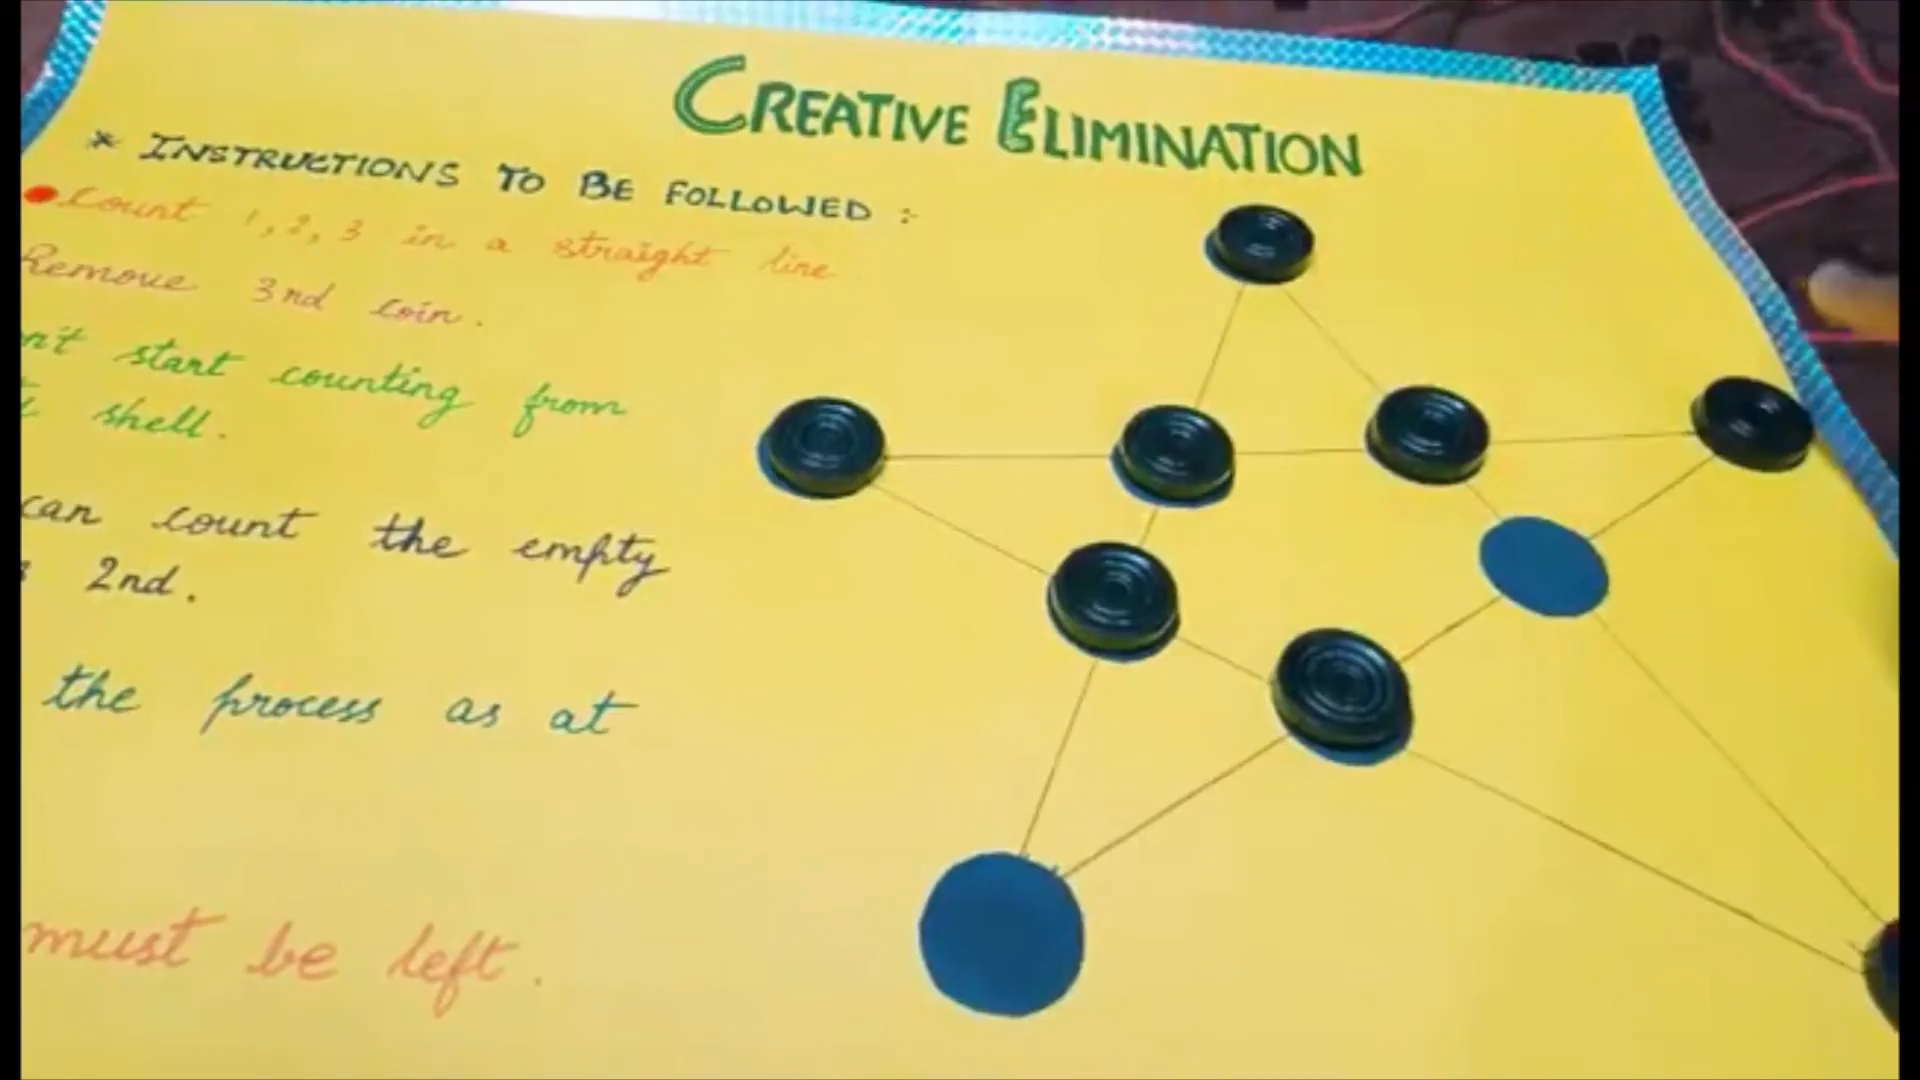 CREATIVE ELIMINATION
* INSTRUCTIONS TO BE FOLLOWED :
Count 1, 2, 3 in a straight line
Remove 3nd coin.
start counting from
shell.
can count the empty
2nd.
the process as at
must be left.